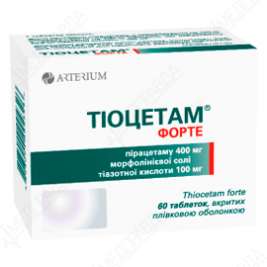 ARTERIUM
ТІОЦЕТАМ®
ФОРТЕ
пірацетаму 400 мг
морфолінієвої солі
тіазотної кислоти 100 мг
Thiocetam forte
60 таблеток, вкритих
плівковою оболонкою